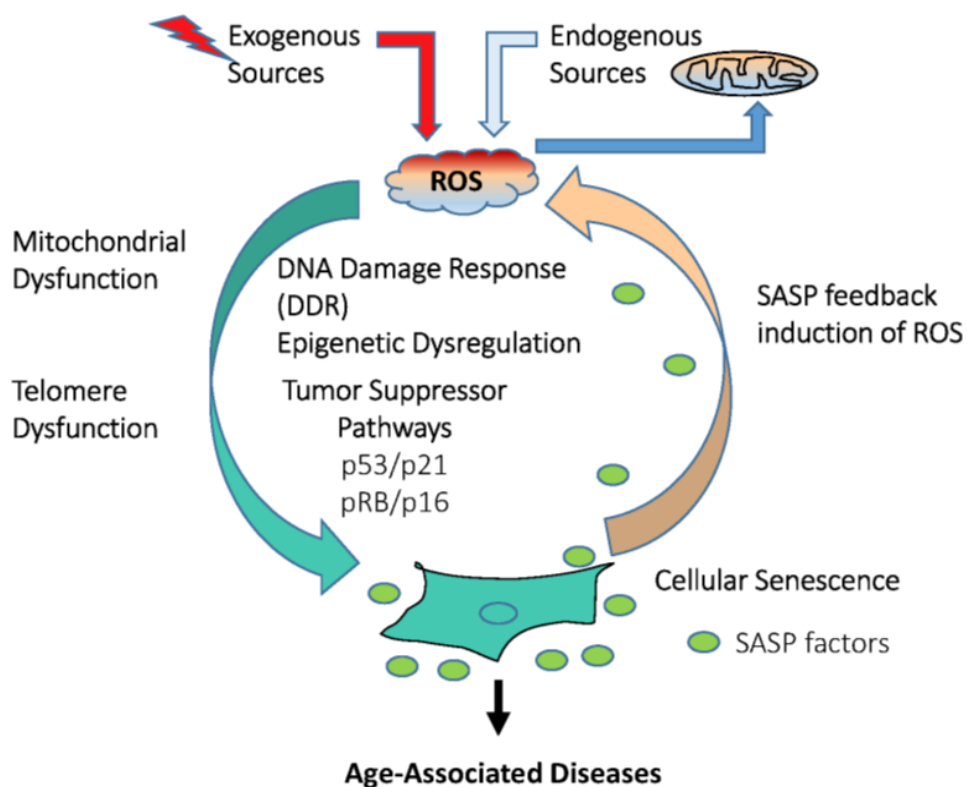 Exogenous
Sources
Endogenous
Sources
ROS
Mitochondrial
Dysfunction
DNA Damage Response
(DDR)
Epigenetic Dysregulation
SASP feedback
induction of ROS
Telomere
Dysfunction
Tumor Suppressor
Pathways
p53/p21
pRB/p16
Cellular Senescence
SASP factors
Age-Associated Diseases